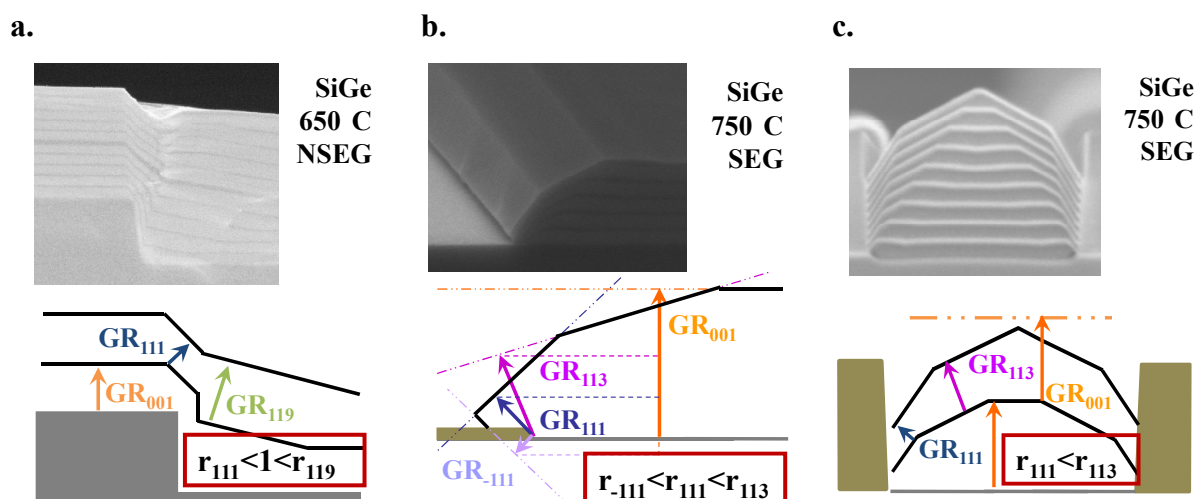 a.
SiGe
650 C
NSEG
GR111
GR001
GR119
r111<1<r119
b.
SiGe
750 C
SEG
GR001
GR113
GR111
GR-111
r-111<r111<r113
c.
SiGe
750 C
SEG
GR113
GR001
GR111
r111<r113